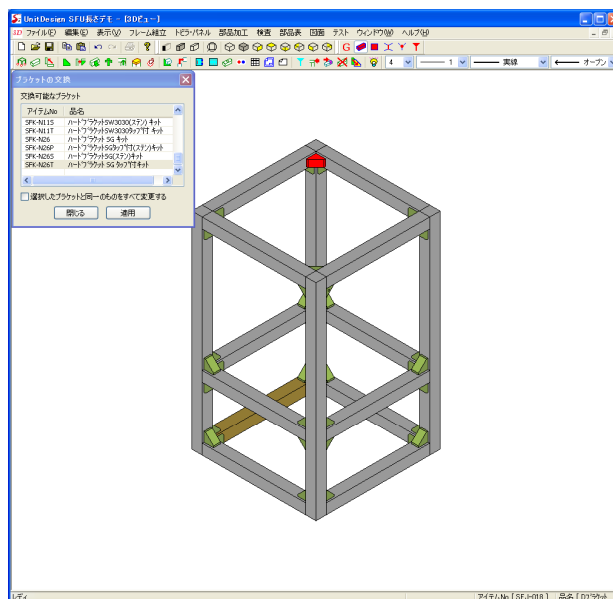 UnitDesign SFU長さデモ - [3Dビュー]
3D ファイル(F) 編集(E) 表示(V) フレーム組立 トビラ・パネル 部品加工 検査 部品表 図面 テスト ウィンドウ(W) ヘルプ(H)
G T
4 1 実線 オープン
ブラケットの交換
交換可能なブラケット
アイテムNo 品名
SFK-N11S ハードブラケットSW3030(ステン)キット
SFK-N11T ハードブラケットSW3030タップ付キット
SFK-N26 ハードブラケット SG キット
SFK-N26P ハードブラケットSGタップ付(ステン)キット
SFK-N26S ハードブラケットSG(ステン)キット
SFK-N26T ハードブラケット SG タップ付キット
選択したブラケットと同一のものをすべて変更する
閉じる 適用
レディ アイテムNo [ SFJ-018 ] 品名 [ Dブラケット